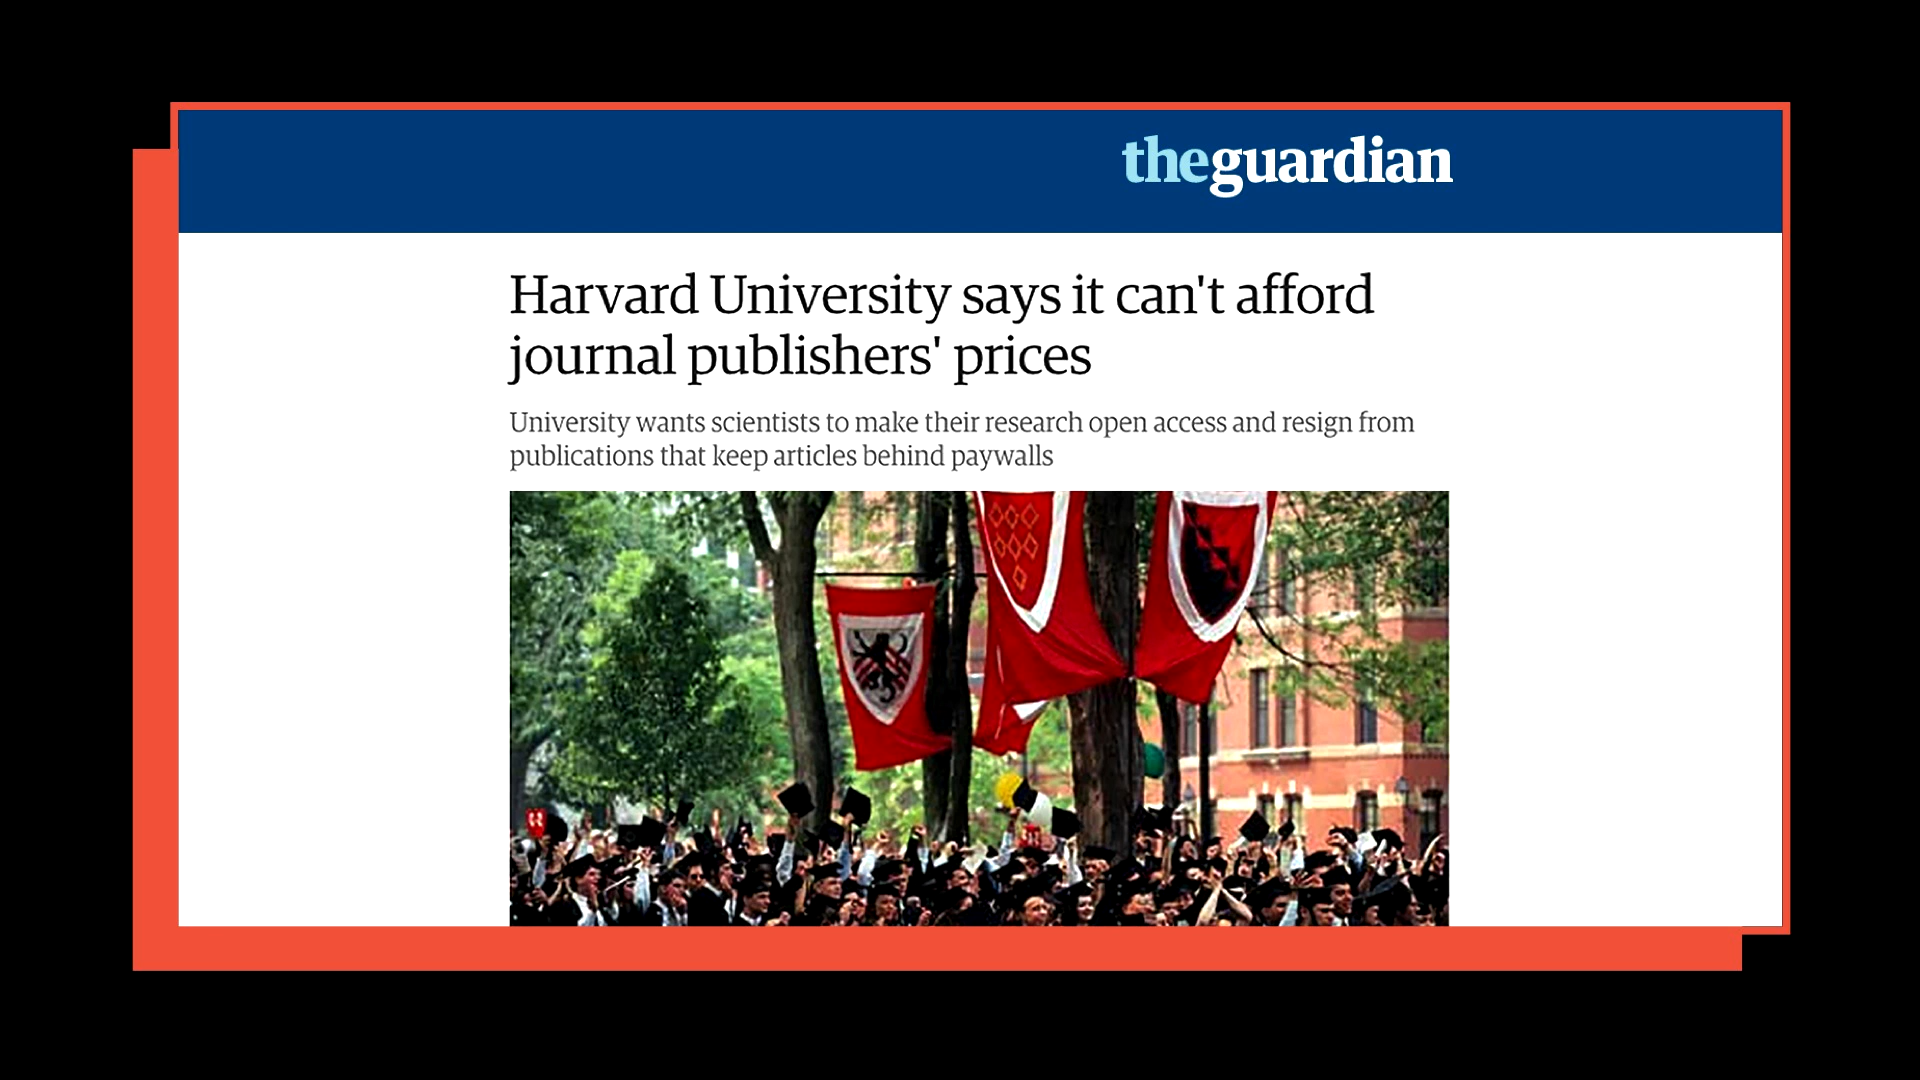 theguardian
Harvard University says it can't afford
journal publishers' prices
University wants scientists to make their research open access and resign from
publications that keep articles behind paywalls